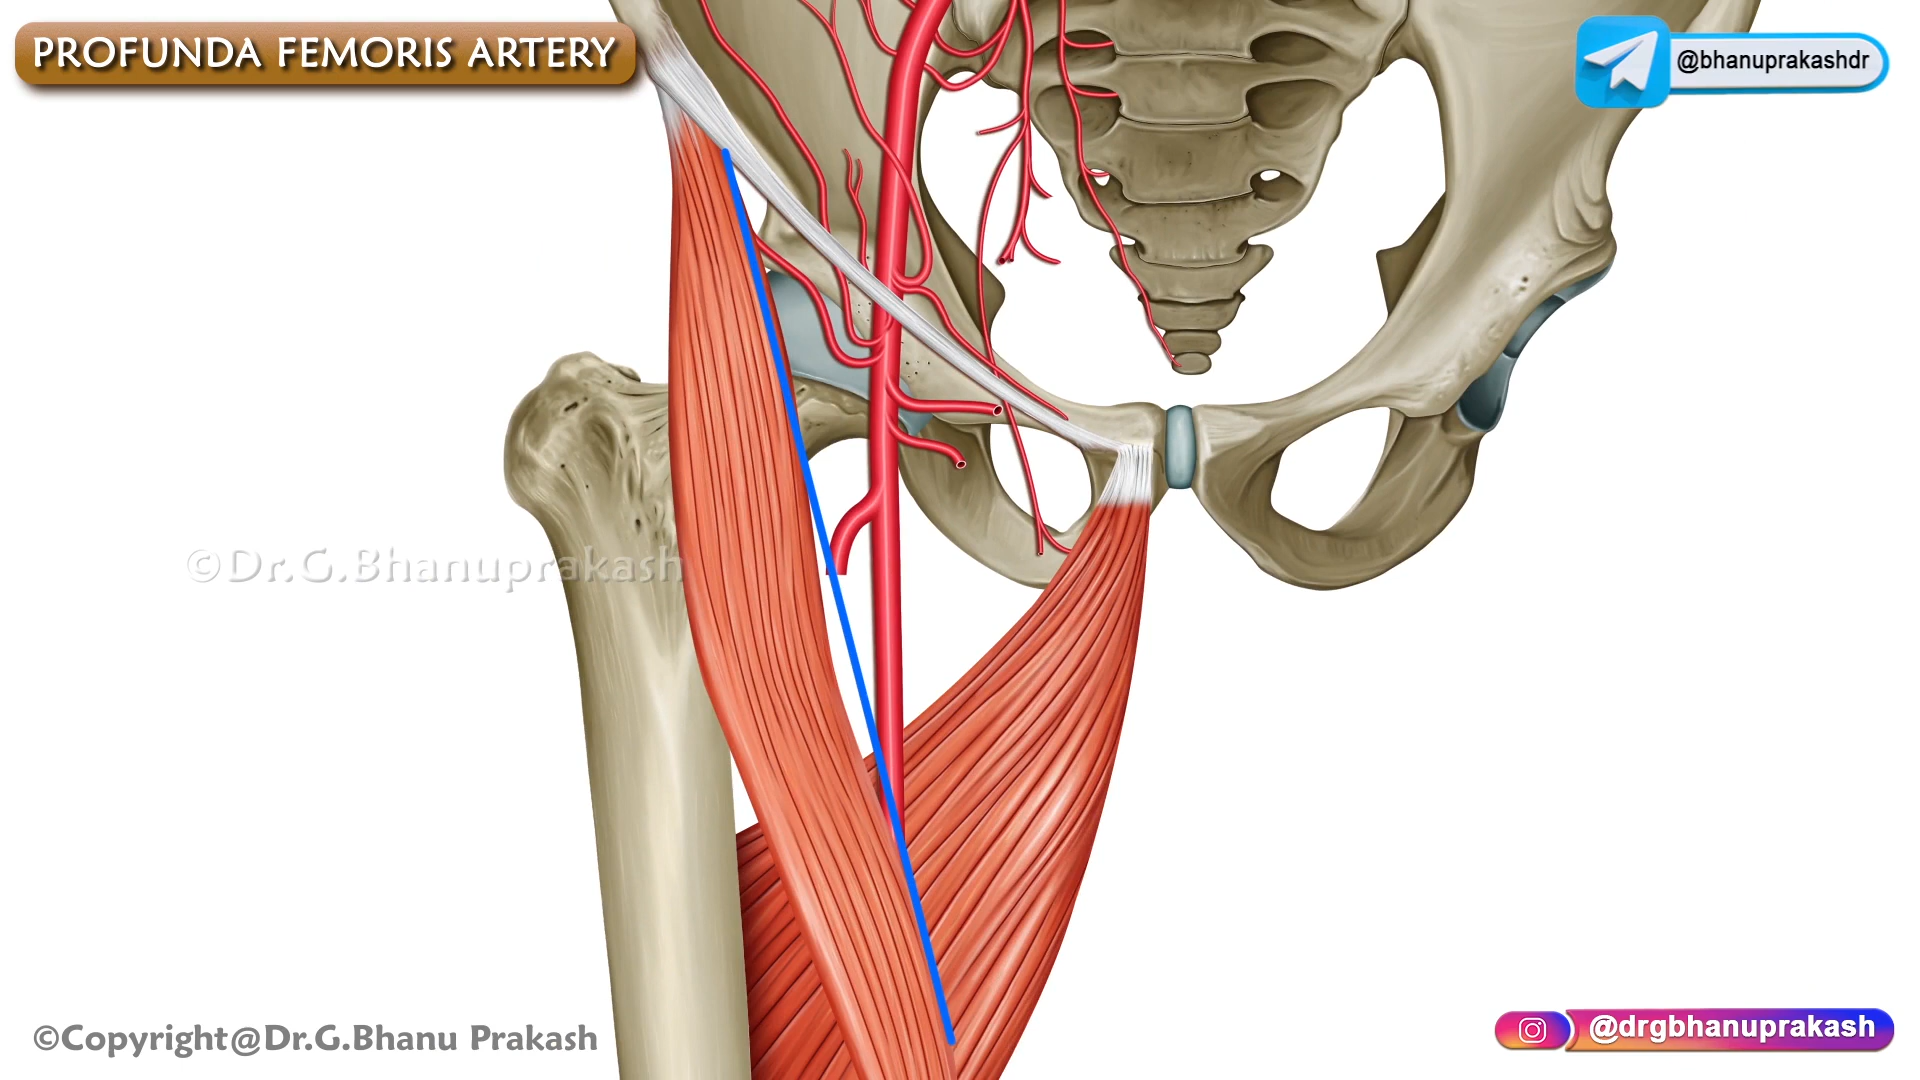 PROFUNDA FEMORIS ARTERY
@bhanuprakashdr
©Dr.G.Bhanuprakash
©Copyright@Dr.G.Bhanu Prakash
@drgbhanuprakash